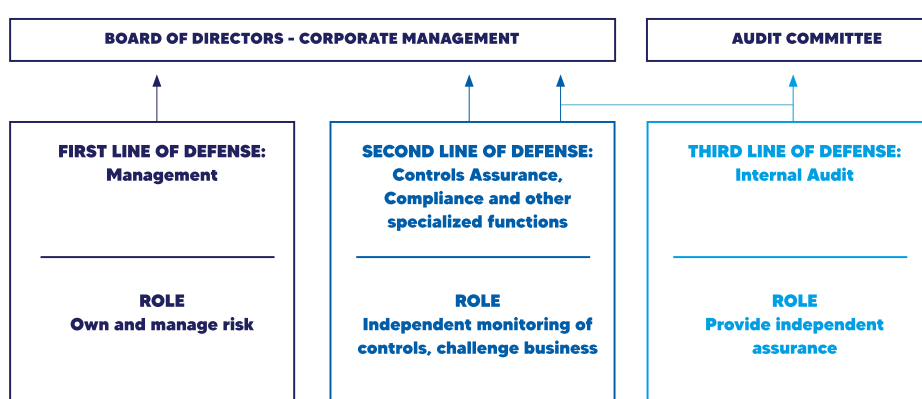 BOARD OF DIRECTORS - CORPORATE MANAGEMENT
AUDIT COMMITTEE
FIRST LINE OF DEFENSE:
Management
ROLE
Own and manage risk
SECOND LINE OF DEFENSE:
Controls Assurance,
Compliance and other
specialized functions
ROLE
Independent monitoring of
controls, challenge business
THIRD LINE OF DEFENSE:
Internal Audit
ROLE
Provide independent
assurance